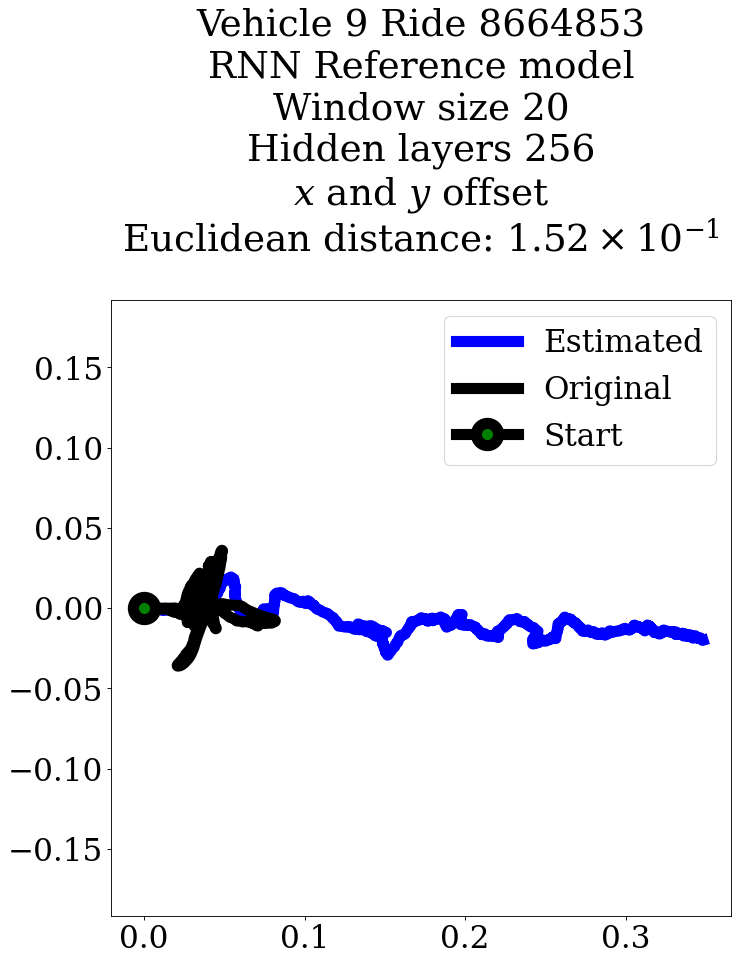 Vehicle 9 Ride 8664853
RNN Reference model
Window size 20
Hidden layers 256
x and y offset
Euclidean distance: 1.52 × 10⁻¹
Estimated
Original
Start
0.15
0.10
0.05
0.00
−0.05
−0.10
−0.15
0.0 0.1 0.2 0.3